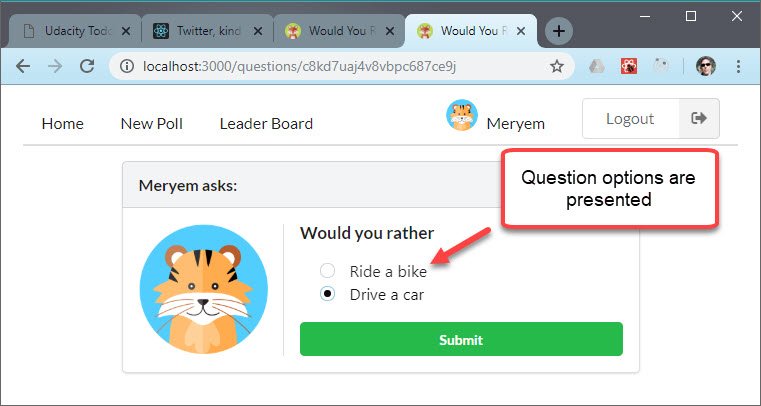 Udacity Todo
Twitter, kind
Would You R
Would You R
localhost:3000/questions/c8kd7uaj4v8vbpc687ce9j
Home
New Poll
Leader Board
Meryem
Logout
Meryem asks:
Question options are
presented
Would you rather
Ride a bike
Drive a car
Submit